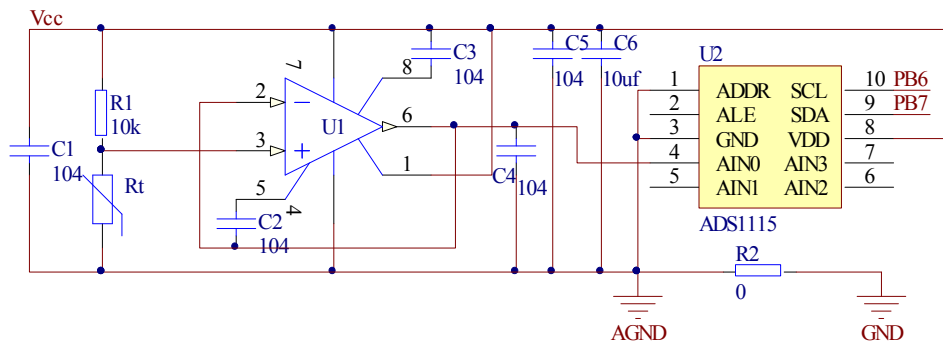 Vcc
R1
10k
C1
104
Rt
7
2
3
U1
8
C3
104
6
1
5
4
C2
104
C4
104
C5
104
C6
10uf
U2
1 ADDR SCL 10 PB6
2 ALE SDA 9 PB7
3 GND VDD 8
4 AIN0 AIN3 7
5 AIN1 AIN2 6
ADS1115
R2
0
AGND
GND